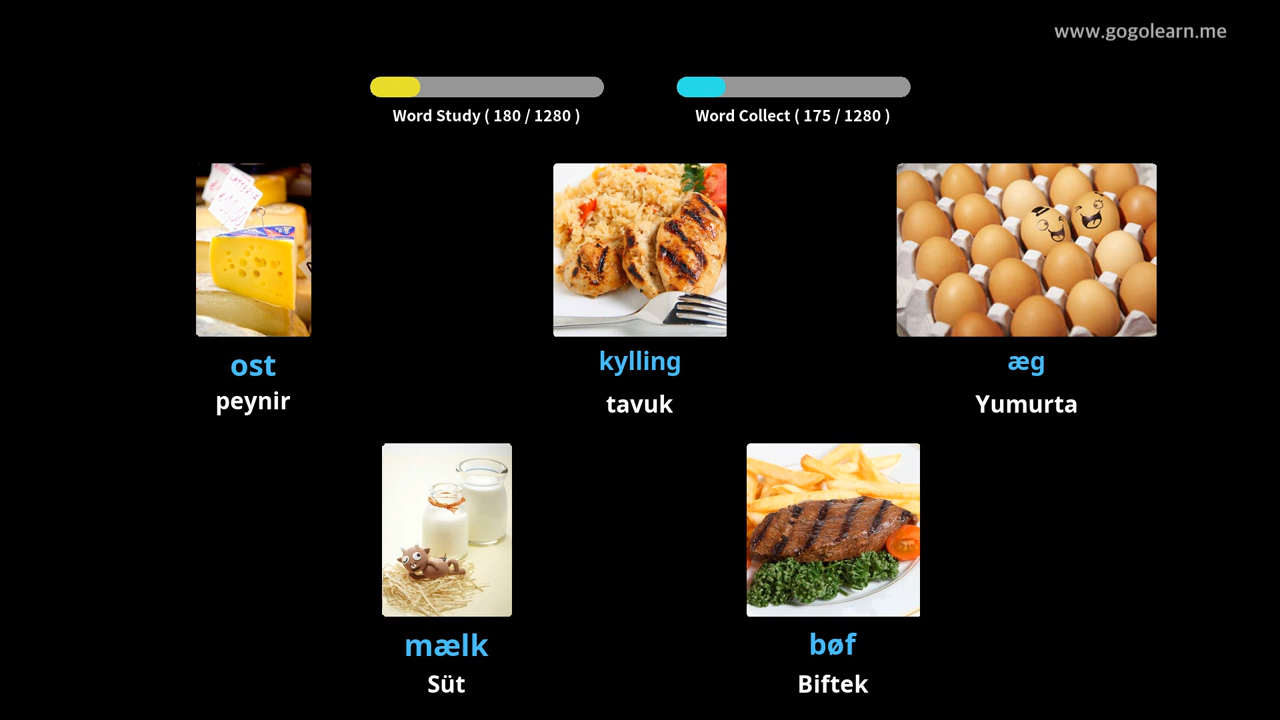 www.gogolearn.me
Word Study ( 180 / 1280 )
Word Collect ( 175 / 1280 )
ost
peynir
kylling
tavuk
æg
Yumurta
mælk
Süt
bøf
Biftek